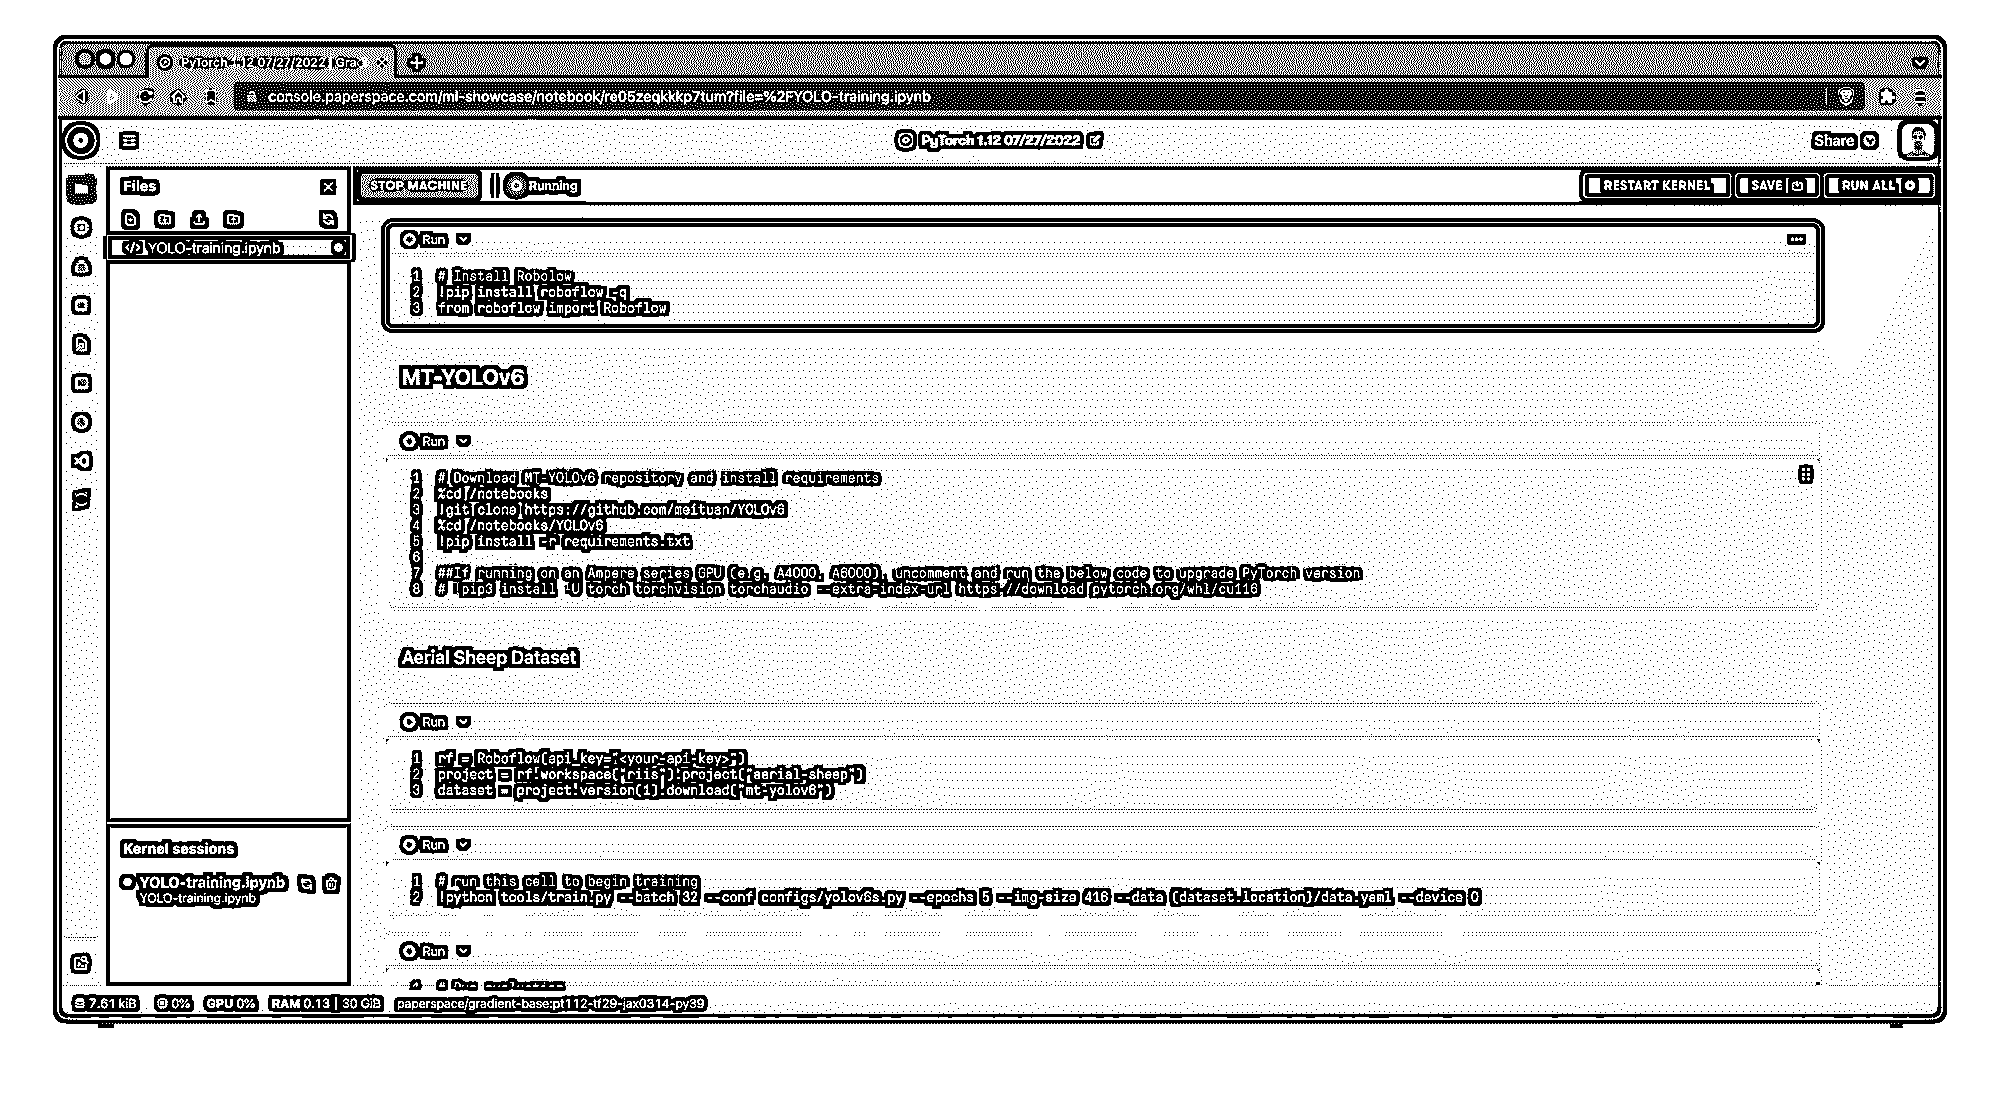 PyTorch 1.12 07/27/2022 | Grad
console.paperspace.com/ml-showcase/notebook/re05zeqkkkp7tum?file=%2FYOLO-training.ipynb
PyTorch 1.12 07/27/2022
Share
Files
STOP MACHINE
Running
RESTART KERNEL
SAVE
RUN ALL
YOLO-training.ipynb
Run
1 # Install Robolow
2 !pip install roboflow -q
3 from roboflow import Roboflow
MT-YOLOv6
Run
1 # Download MT-YOLOv6 repository and install requirements
2 %cd /notebooks
3 !git clone https://github.com/meituan/YOLOv6
4 %cd /notebooks/YOLOv6
5 !pip install -r requirements.txt
6
7 ##If running on an Ampere series GPU (e.g. A4000, A6000), uncomment and run the below code to upgrade PyTorch version
8 # !pip3 install -U torch torchvision torchaudio --extra-index-url https://download.pytorch.org/whl/cu116
Aerial Sheep Dataset
Run
1 rf = Roboflow(api_key="<your-api-key>")
2 project = rf.workspace("riis").project("aerial-sheep")
3 dataset = project.version(1).download("mt-yolov6")
Run
1 # run this cell to begin training
2 !python tools/train.py --batch 32 --conf configs/yolov6s.py --epochs 5 --img-size 416 --data {dataset.location}/data.yaml --device 0
Run
Kernel sessions
YOLO-training.ipynb
YOLO-training.ipynb
7.61 kiB
0%
GPU 0%
RAM 0.13 | 30 GiB
paperspace/gradient-base:pt112-tf29-jax0314-py39